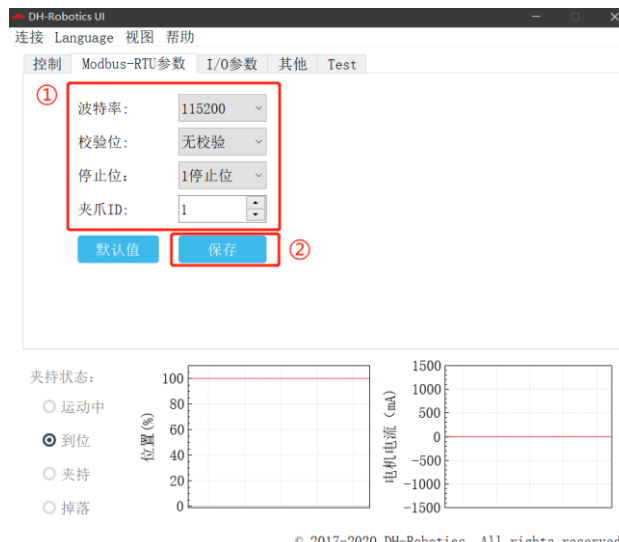 DH-Robotics UI
连接 Language 视图 帮助
控制 Modbus-RTU参数 I/O参数 其他 Test
①
波特率: 115200
校验位: 无校验
停止位: 1停止位
夹爪ID: 1
默认值 保存 ②
夹持状态:
运动中
到位
夹持
掉落
位置(%)
100
80
60
40
20
0
电机电流(mA)
1500
1000
500
0
-500
-1000
-1500
© 2017-2020 DH-Robotics. All rights reserved